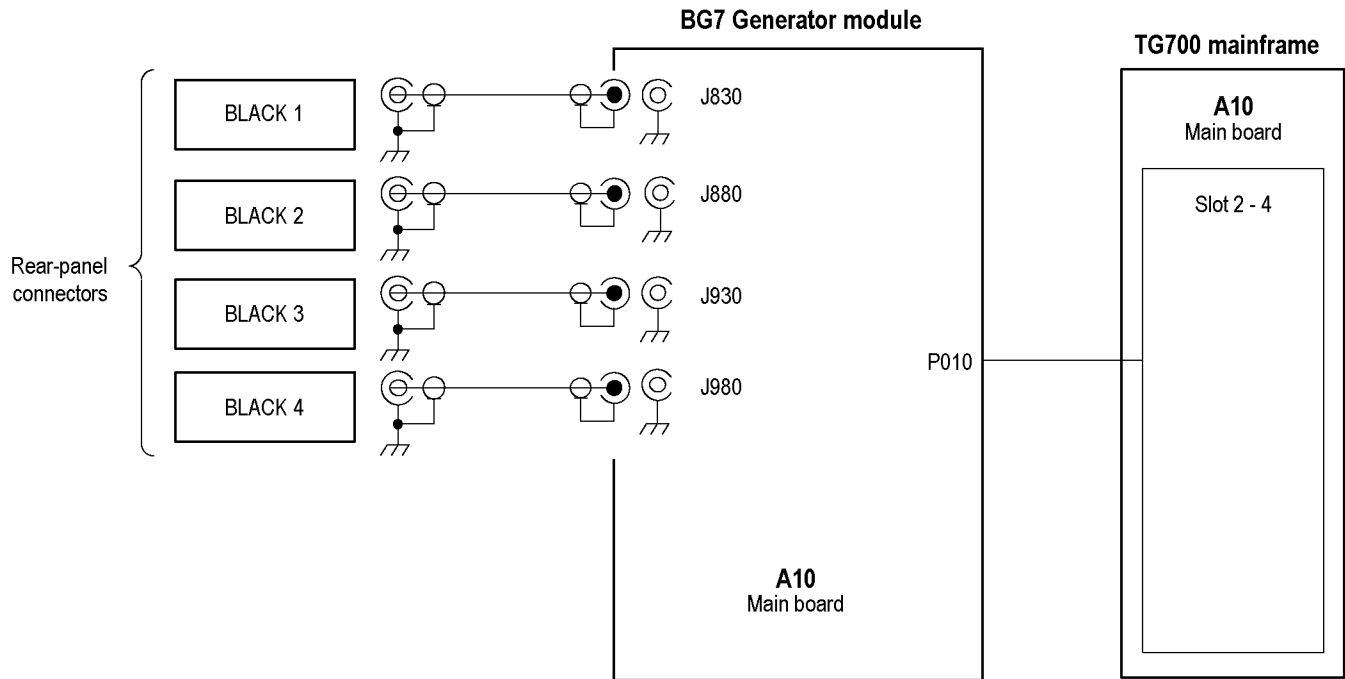 BG7 Generator module
TG700 mainframe
Rear-panel
connectors
BLACK 1
BLACK 2
BLACK 3
BLACK 4
J830
J880
J930
J980
P010
A10
Main board
A10
Main board
Slot 2 - 4